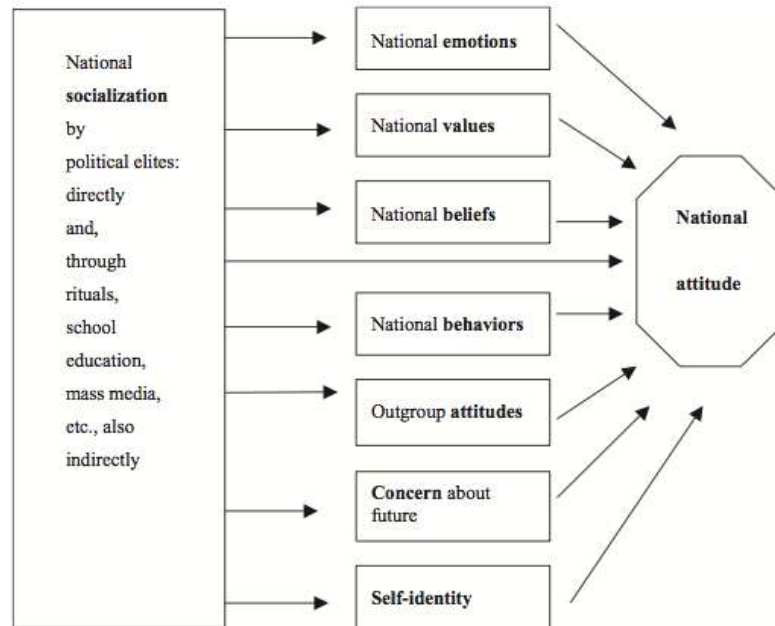 National
socialization
by
political elites:
directly
and,
through
rituals,
school
education,
mass media,
etc., also
indirectly
National emotions
National values
National beliefs
National behaviors
Outgroup attitudes
Concern about
future
Self-identity
National
attitude